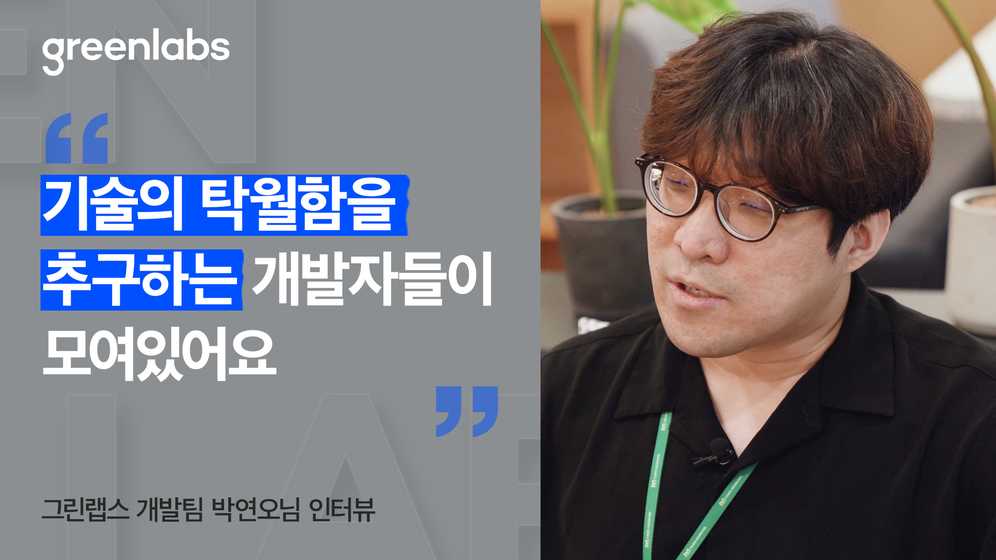 greenlabs
“
기술의 탁월함을
추구하는 개발자들이
모여있어요
”
그린랩스 개발팀 박연오님 인터뷰